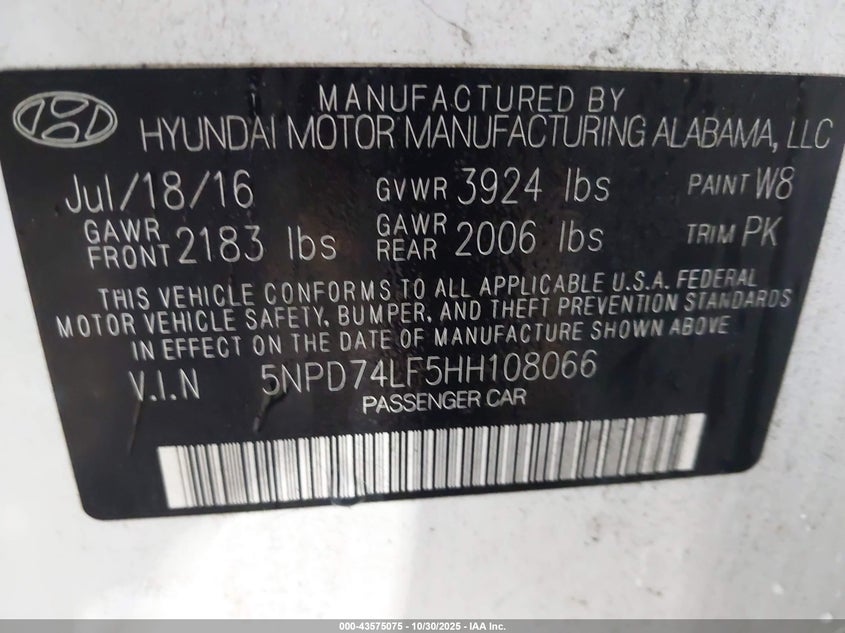 MANUFACTURED BY
HYUNDAI MOTOR MANUFACTURING ALABAMA, LLC
Jul/18/16 GVWR 3924 lbs PAINT W8
GAWR FRONT 2183 lbs GAWR REAR 2006 lbs TRIM PK
THIS VEHICLE CONFORMS TO ALL APPLICABLE U.S.A. FEDERAL
MOTOR VEHICLE SAFETY, BUMPER, AND THEFT PREVENTION STANDARDS
IN EFFECT ON THE DATE OF MANUFACTURE SHOWN ABOVE
V.I.N 5NPD74LF5HH108066
PASSENGER CAR
000-43575075 | 10/30/2025 - IAA Inc.